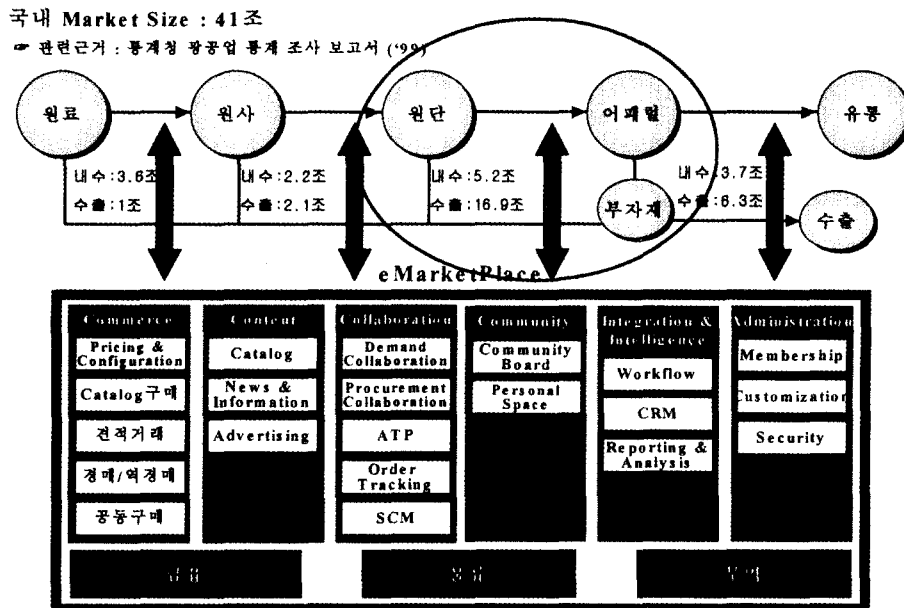 국내 Market Size : 41조
☞ 관련근거 : 통계청 광공업 통계 조사 보고서 ('99)
원료
원사
원단
어패럴
유통
내수:3.6조
수출:1조
내수:2.2조
수출:2.1조
내수:5.2조
수출:16.9조
내수:3.7조
수출:6.3조
부자재
수출
eMarketPlace
Commerce
Pricing &
Configuration
Catalog구매
견적거래
경매/역경매
공동구매
Content
Catalog
News &
Information
Advertising
Collaboration
Demand
Collaboration
Procurement
Collaboration
ATP
Order
Tracking
SCM
Community
Community
Board
Personal
Space
Integration &
Intelligence
Workflow
CRM
Reporting &
Analysis
Administration
Membership
Customization
Security
물류
무역